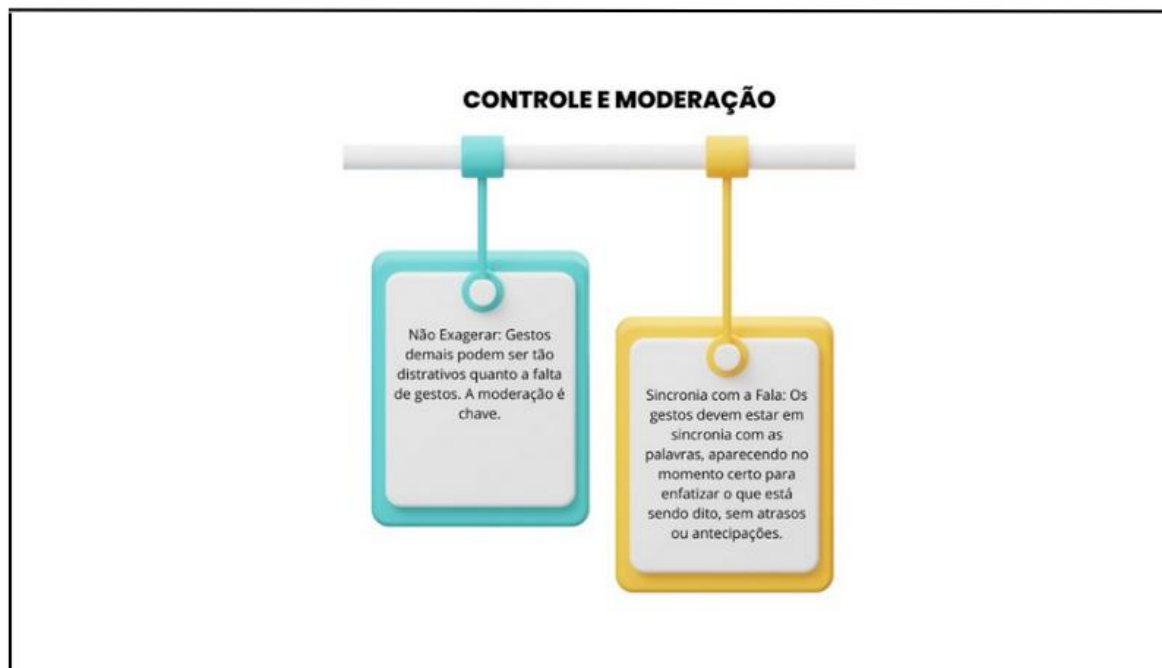 CONTROLE E MODERAÇÃO
Não Exagerar: Gestos
demais podem ser tão
distrativos quanto a falta
de gestos. A moderação é
chave.
Sincronia com a Fala: Os
gestos devem estar em
sincronia com as
palavras, aparecendo no
momento certo para
enfatizar o que está
sendo dito, sem atrasos
ou antecipações.